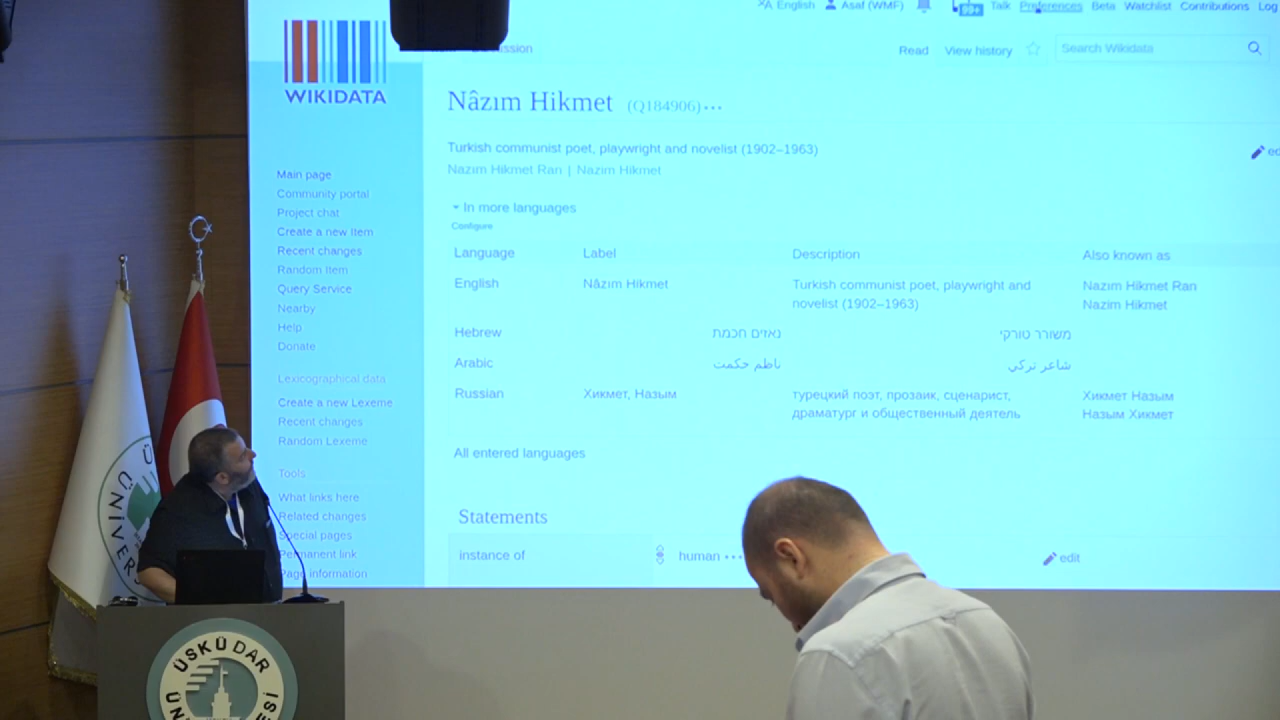 English Asaf (WMF) 99+ Talk Preferences Beta Watchlist Contributions Log
Read View history Search Wikidata
WIKIDATA
Nâzım Hikmet (Q184906)
Turkish communist poet, playwright and novelist (1902–1963)
Nazım Hikmet Ran | Nazim Hikmet
In more languages
Configure
Language Label Description Also known as
English Nâzım Hikmet Turkish communist poet, playwright and Nazım Hikmet Ran
novelist (1902–1963) Nazim Hikmet
Hebrew נאזים חכמת משורר טורקי
Arabic ناظم حكمت شاعر تركي
Russian Хикмет, Назым турецкий поэт, прозаик, сценарист, Хикмет Назым
драматург и общественный деятель Назым Хикмет
All entered languages
Statements
instance of human edit
Main page
Community portal
Project chat
Create a new Item
Recent changes
Random Item
Query Service
Nearby
Help
Donate
Lexicographical data
Create a new Lexeme
Recent changes
Random Lexeme
Tools
What links here
Related changes
Special pages
Permanent link
Page information
ÜSKÜDAR